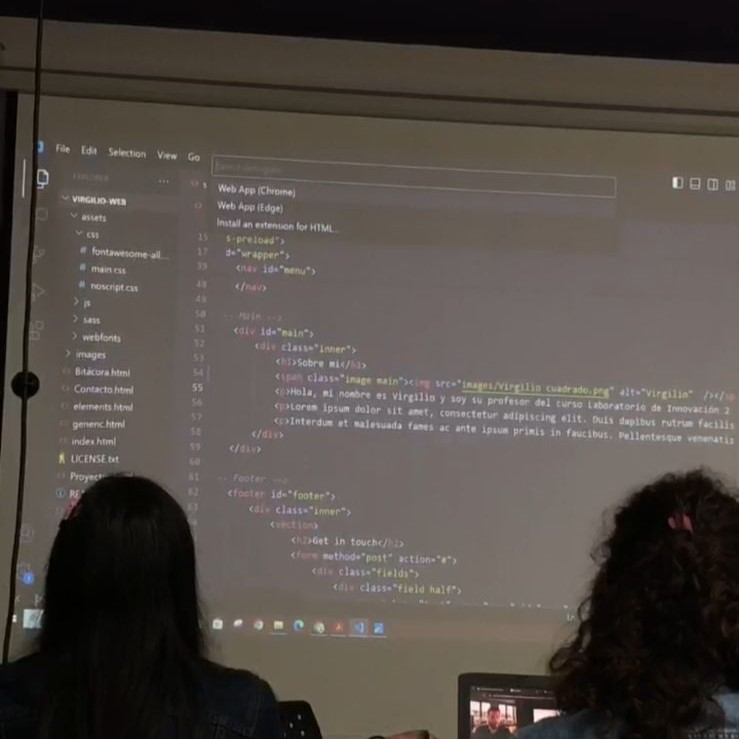 File Edit Selection View Go
EXPLORER ...
VIRGILIO-WEB
assets
css
# fontawesome-all...
# main.css
# noscript.css
js
sass
webfonts
images
Bitácora.html
Contacto.html
elements.html
generic.html
index.html
LICENSE.txt
Proyec
RE
Web App (Chrome)
Web App (Edge)
Install an extension for HTML...
15 s-preload">
17 d="wrapper">
39 <nav id="menu">
48 </nav>
49
50 -- Main -->
51 <div id="main">
52 <div class="inner">
53 <h1>Sobre mi</h1>
54 <span class="image main"><img src="images/Virgilio cuadrado.png" alt="Virgilio" /></
55 <p>Hola, mi nombre es Virgilio y soy su profesor del curso Laboratorio de Innovación 2
56 <p>Lorem ipsum dolor sit amet, consectetur adipiscing elit. Duis dapibus rutrum facilis
57 <p>Interdum et malesuada fames ac ante ipsum primis in faucibus. Pellentesque venenatis
58 </div>
59 </div>
60
61 -- Footer -->
62 <footer id="footer">
63 <div class="inner">
<section>
<h2>Get in touch</h2>
<form method="post" action="#">
<div class="fields">
<div class="field half">